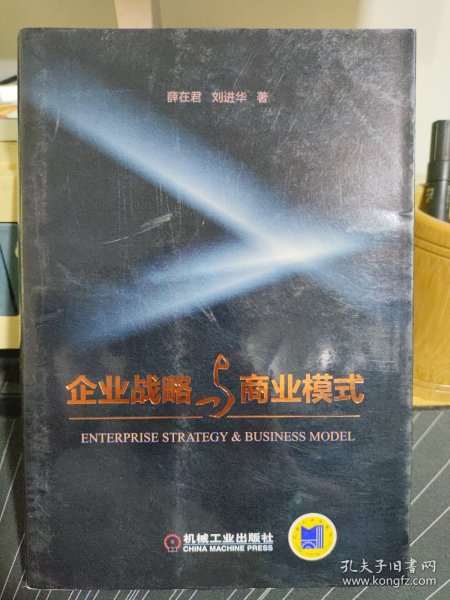 薛在君 刘进华 著
企业战略与商业模式
ENTERPRISE STRATEGY & BUSINESS MODEL
机械工业出版社
CHINA MACHINE PRESS
孔夫子旧书网
www.kongfz.com